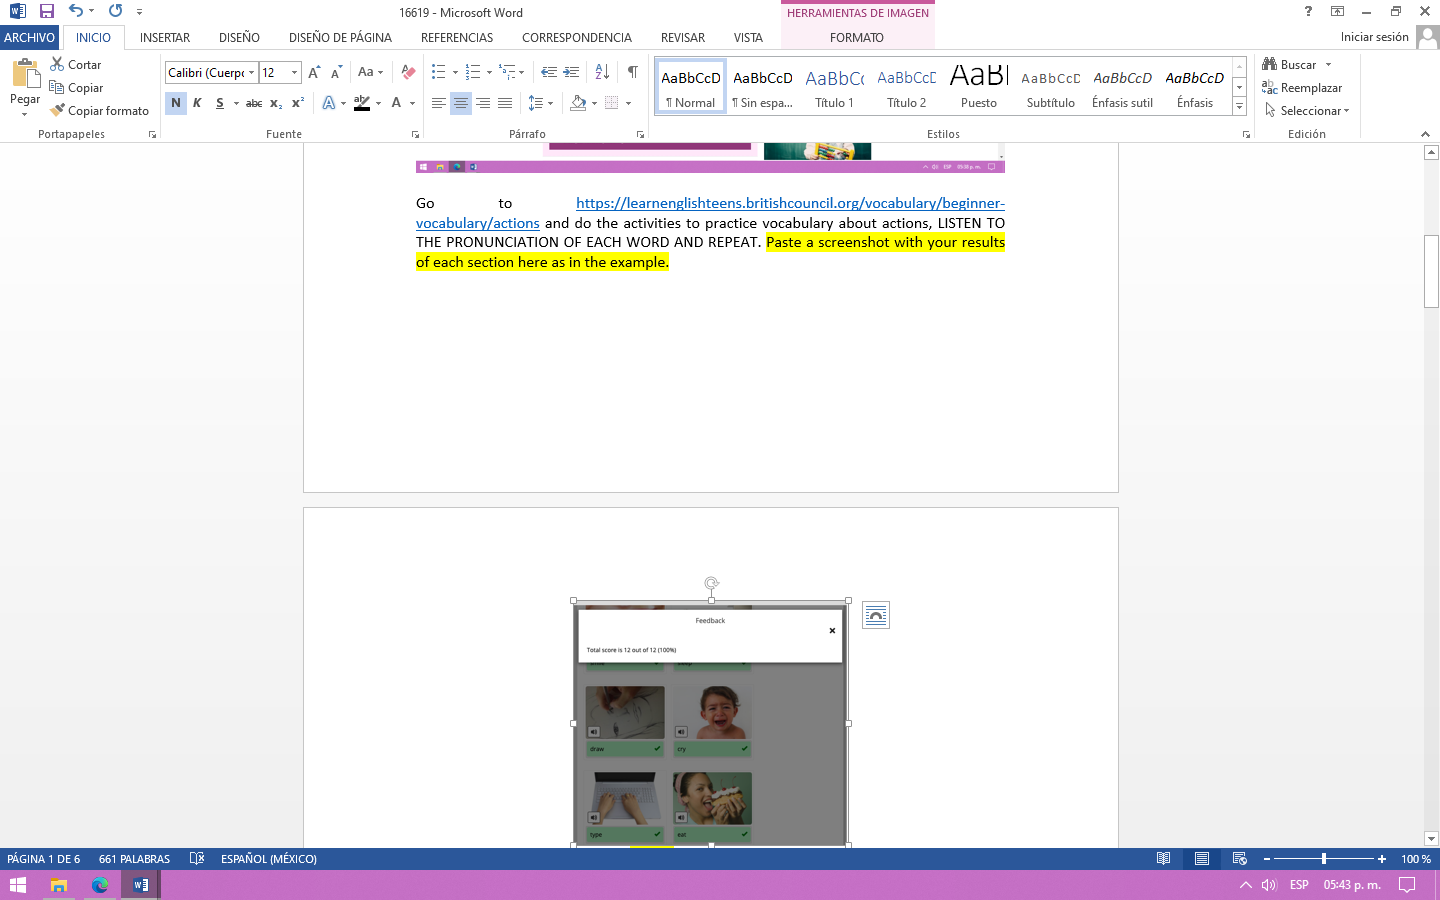 16619 - Microsoft Word
HERRAMIENTAS DE IMAGEN
ARCHIVO INICIO INSERTAR DISEÑO DISEÑO DE PÁGINA REFERENCIAS CORRESPONDENCIA REVISAR VISTA FORMATO Iniciar sesión
Pegar
Cortar
Copiar
Copiar formato
Portapapeles
Calibri (Cuerpo 12
N K S abc x₂ x²
Fuente
Párrafo
AaBbCcD AaBbCcD AaBbCc AaBbCcD AaB AaBbCcD AaBbCcD AaBbCcD
¶ Normal ¶ Sin espa... Título 1 Título 2 Puesto Subtítulo Énfasis sutil Énfasis
Estilos
Buscar
Reemplazar
Seleccionar
Edición
Go to https://learnenglishteens.britishcouncil.org/vocabulary/beginner-
vocabulary/actions and do the activities to practice vocabulary about actions, LISTEN TO
THE PRONUNCIATION OF EACH WORD AND REPEAT. Paste a screenshot with your results
of each section here as in the example.
Feedback
Total score is 12 out of 12 (100%)
draw cry
type eat
PÁGINA 1 DE 6 661 PALABRAS ESPAÑOL (MÉXICO) 100 %
ESP 05:43 p. m.